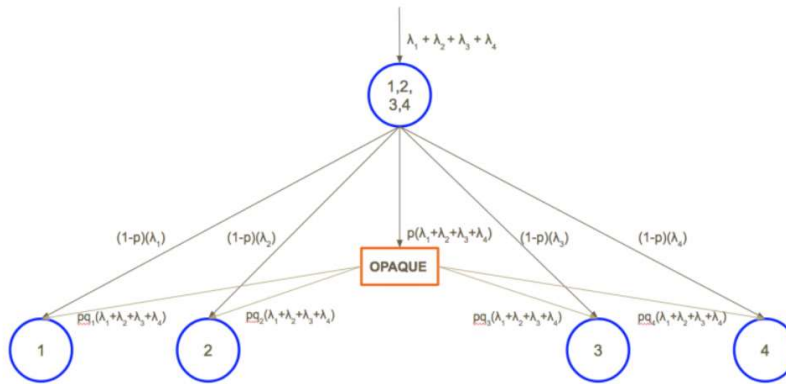 λ₁ + λ₂ + λ₃ + λ₄
1,2,
3,4
(1-p)(λ₁)
(1-p)(λ₂)
p(λ₁+λ₂+λ₃+λ₄)
(1-p)(λ₃)
(1-p)(λ₄)
OPAQUE
pq₁(λ₁+λ₂+λ₃+λ₄)
pq₂(λ₁+λ₂+λ₃+λ₄)
pq₃(λ₁+λ₂+λ₃+λ₄)
pq₄(λ₁+λ₂+λ₃+λ₄)
1
2
3
4